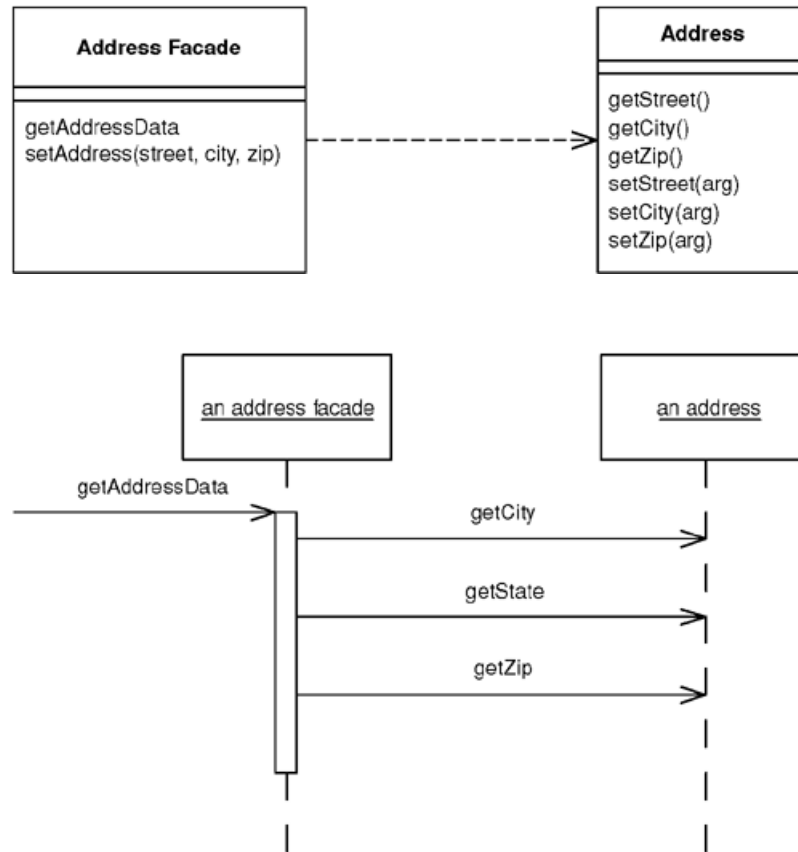 Address Facade
getAddressData
setAddress(street, city, zip)
Address
getStreet()
getCity()
getZip()
setStreet(arg)
setCity(arg)
setZip(arg)
an address facade
an address
getAddressData
getCity
getState
getZip